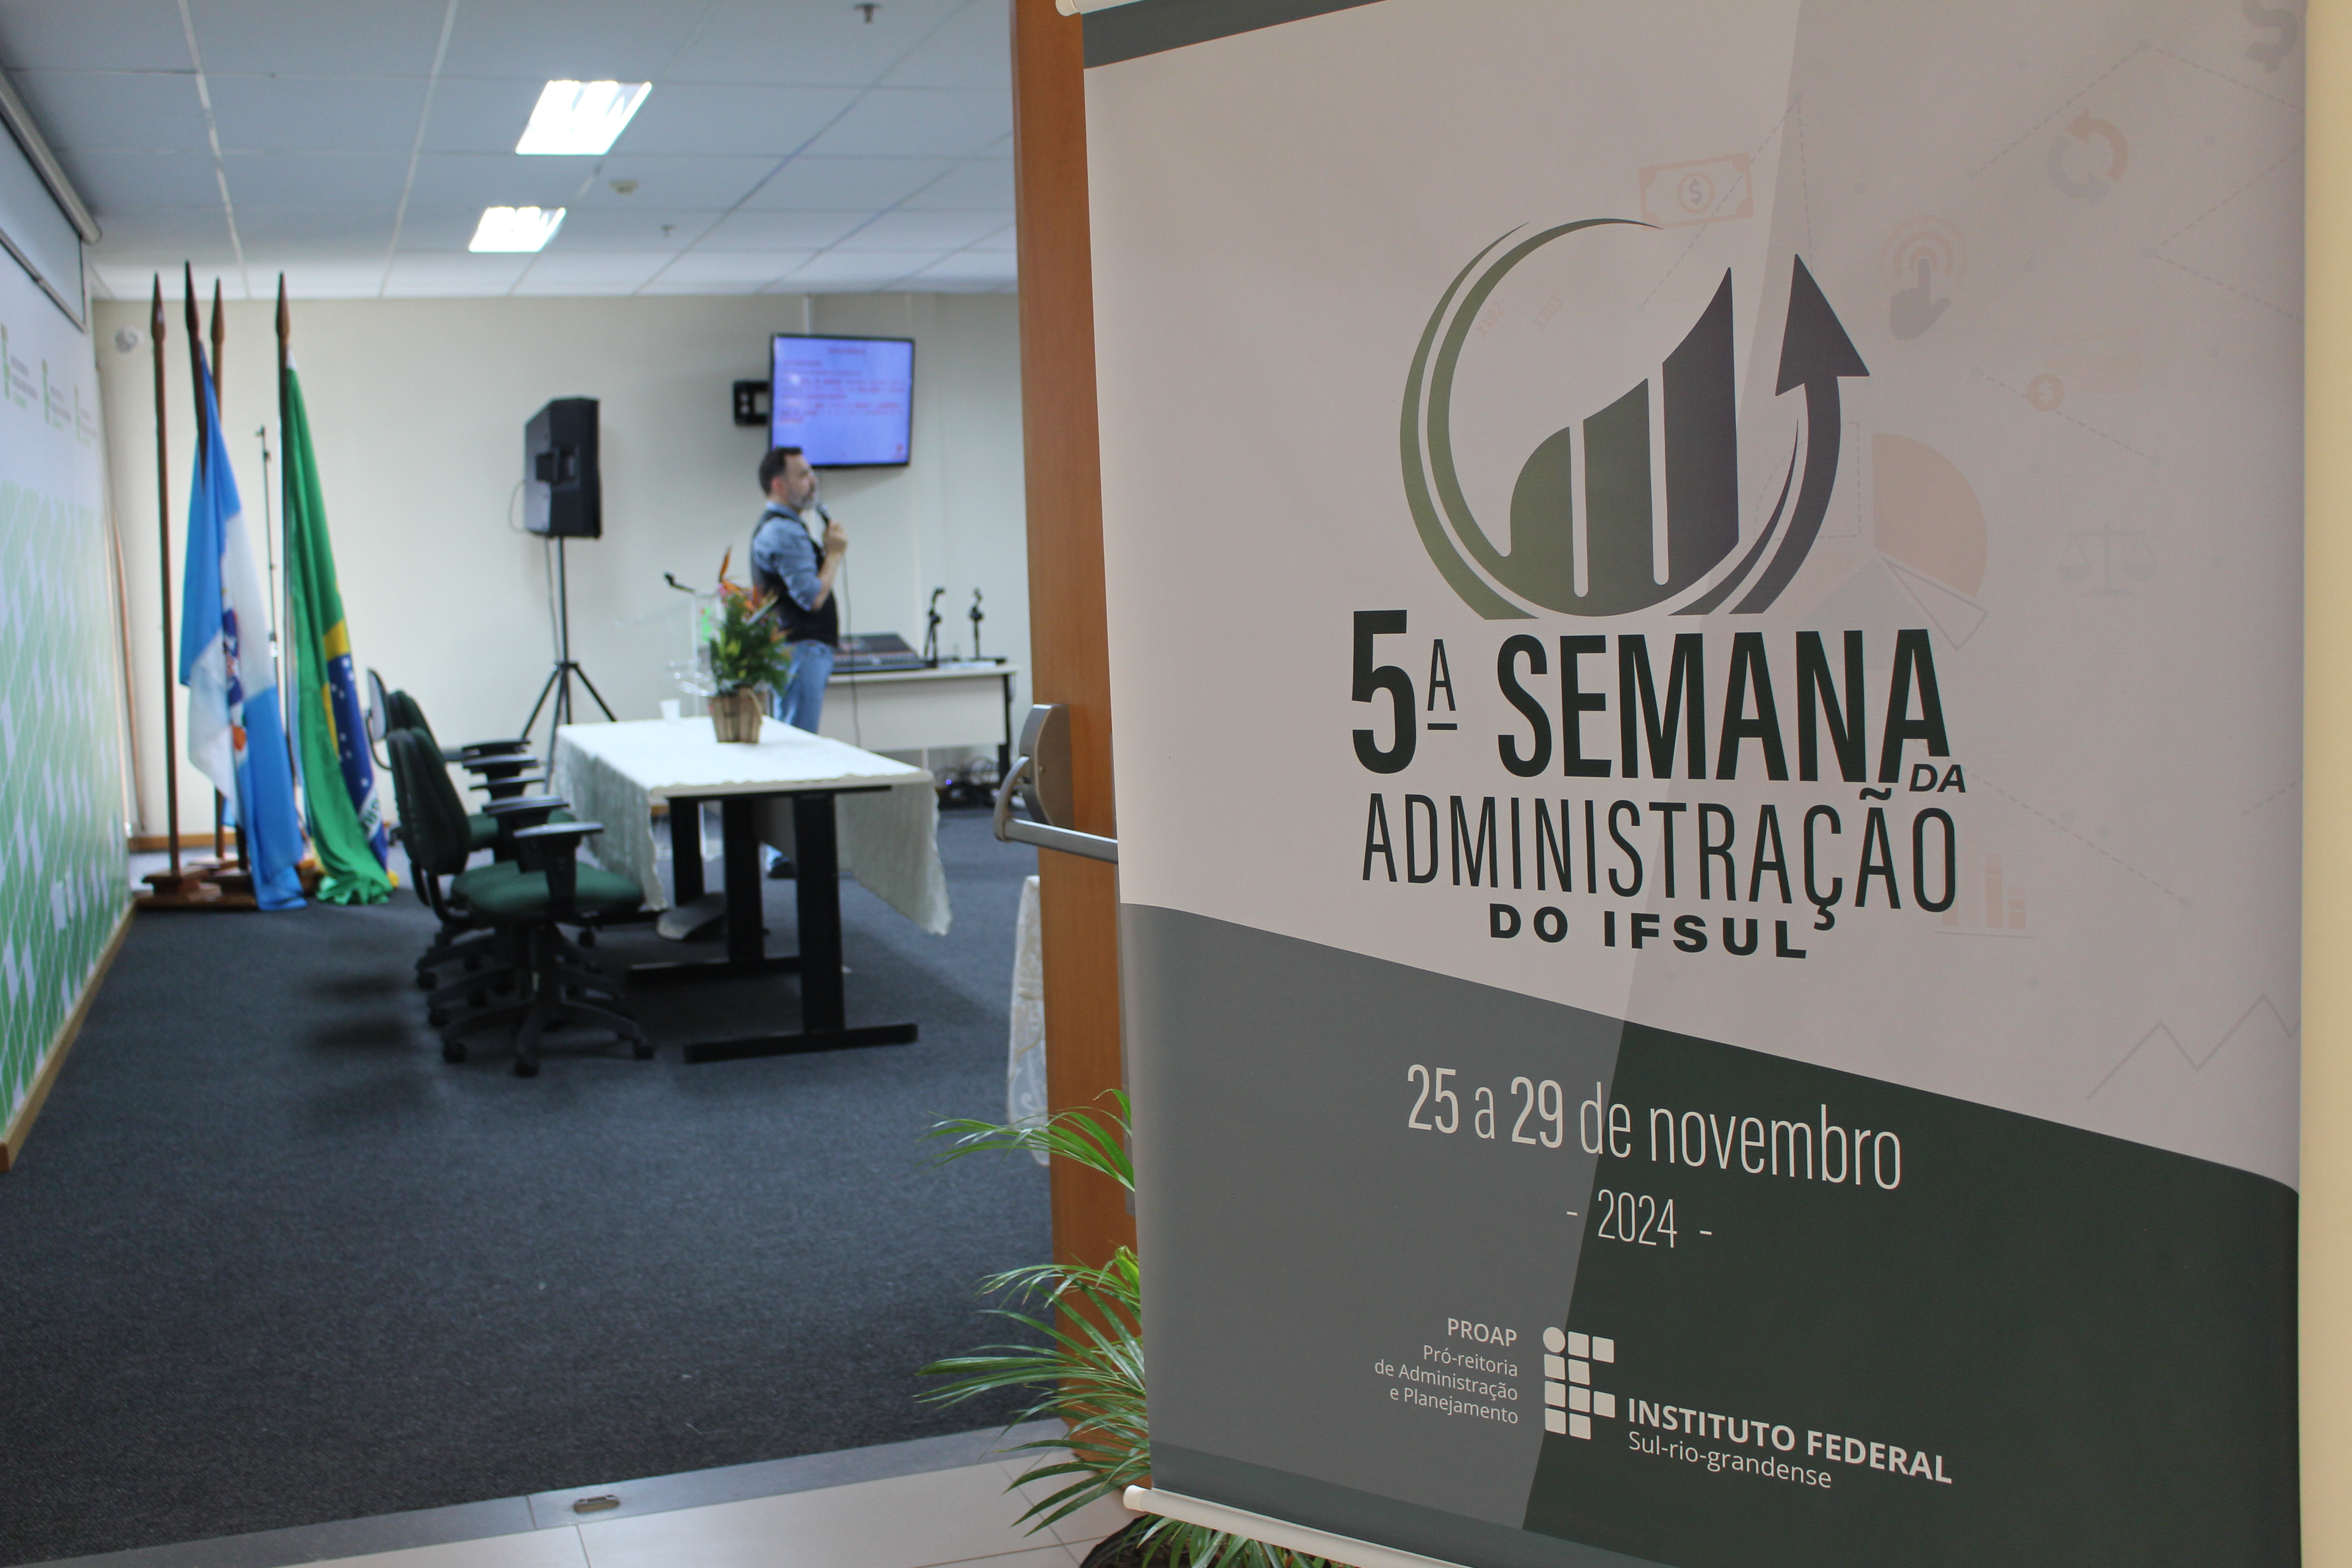 5ª SEMANA
DA
ADMINISTRAÇÃO
DO IFSUL
25 a 29 de novembro
- 2024 -
PROAP
Pró-reitoria
de Administração
e Planejamento
INSTITUTO FEDERAL
Sul-rio-grandense